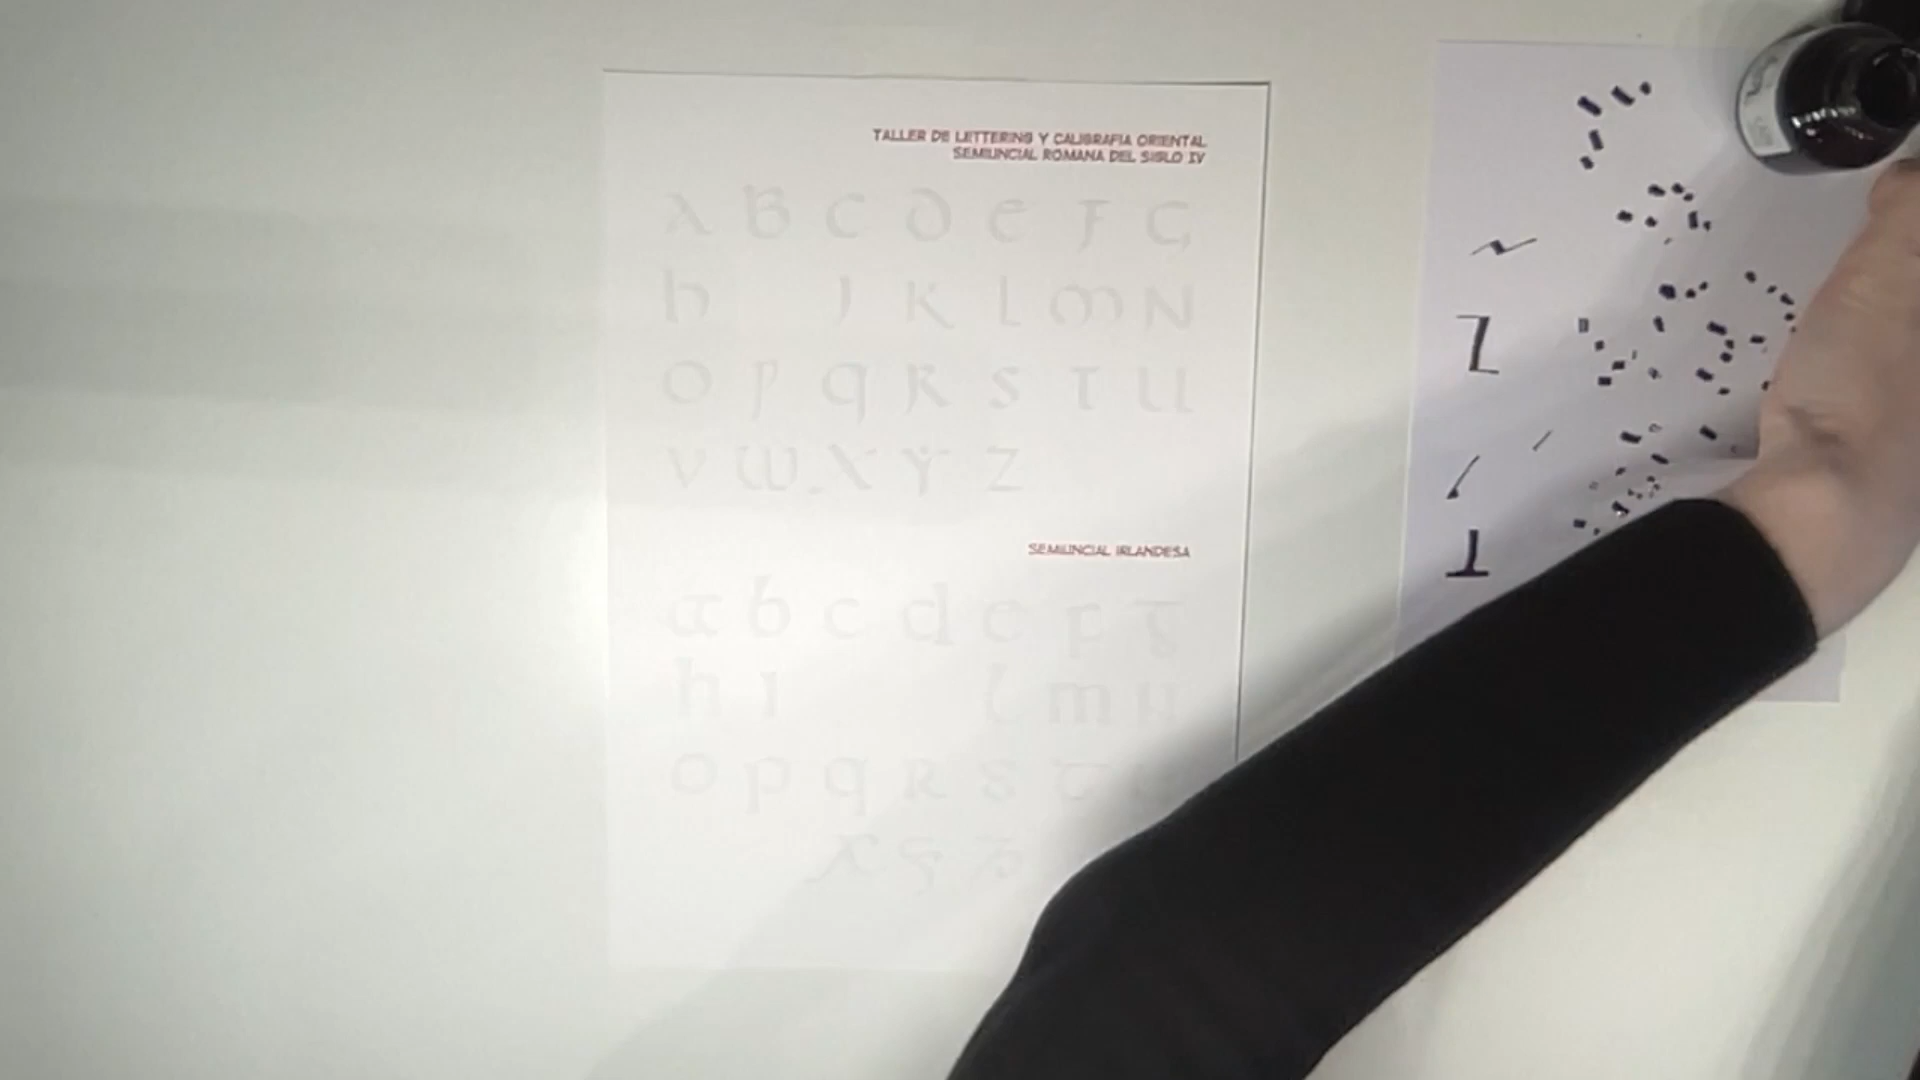 TALLER DE LETTERING Y CALIGRAFIA ORIENTAL
SEMIUNCIAL ROMANA DEL SIGLO IV
A B C D E F G
h J K L M N
O P q R S T U
V W X Y Z
SEMIUNCIAL IRLANDESA
a b c d e F
h I l m N
O p q R S T